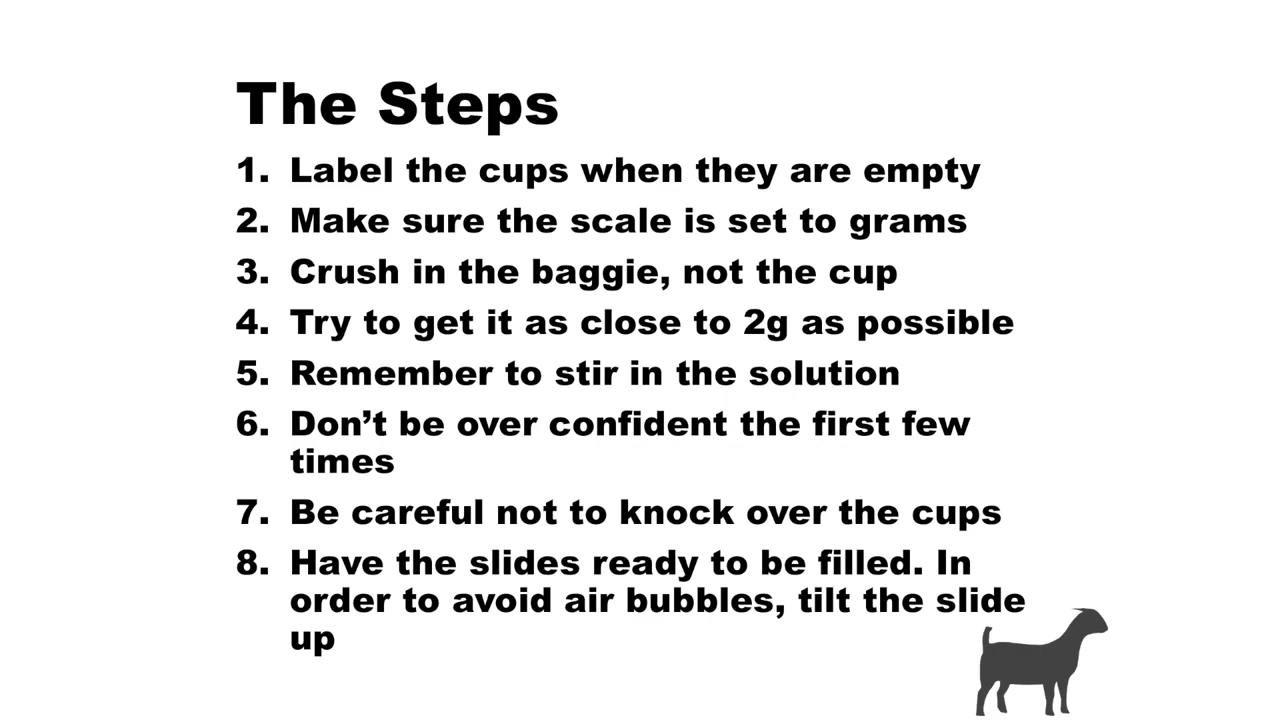 The Steps
1. Label the cups when they are empty
2. Make sure the scale is set to grams
3. Crush in the baggie, not the cup
4. Try to get it as close to 2g as possible
5. Remember to stir in the solution
6. Don’t be over confident the first few
times
7. Be careful not to knock over the cups
8. Have the slides ready to be filled. In
order to avoid air bubbles, tilt the slide
up